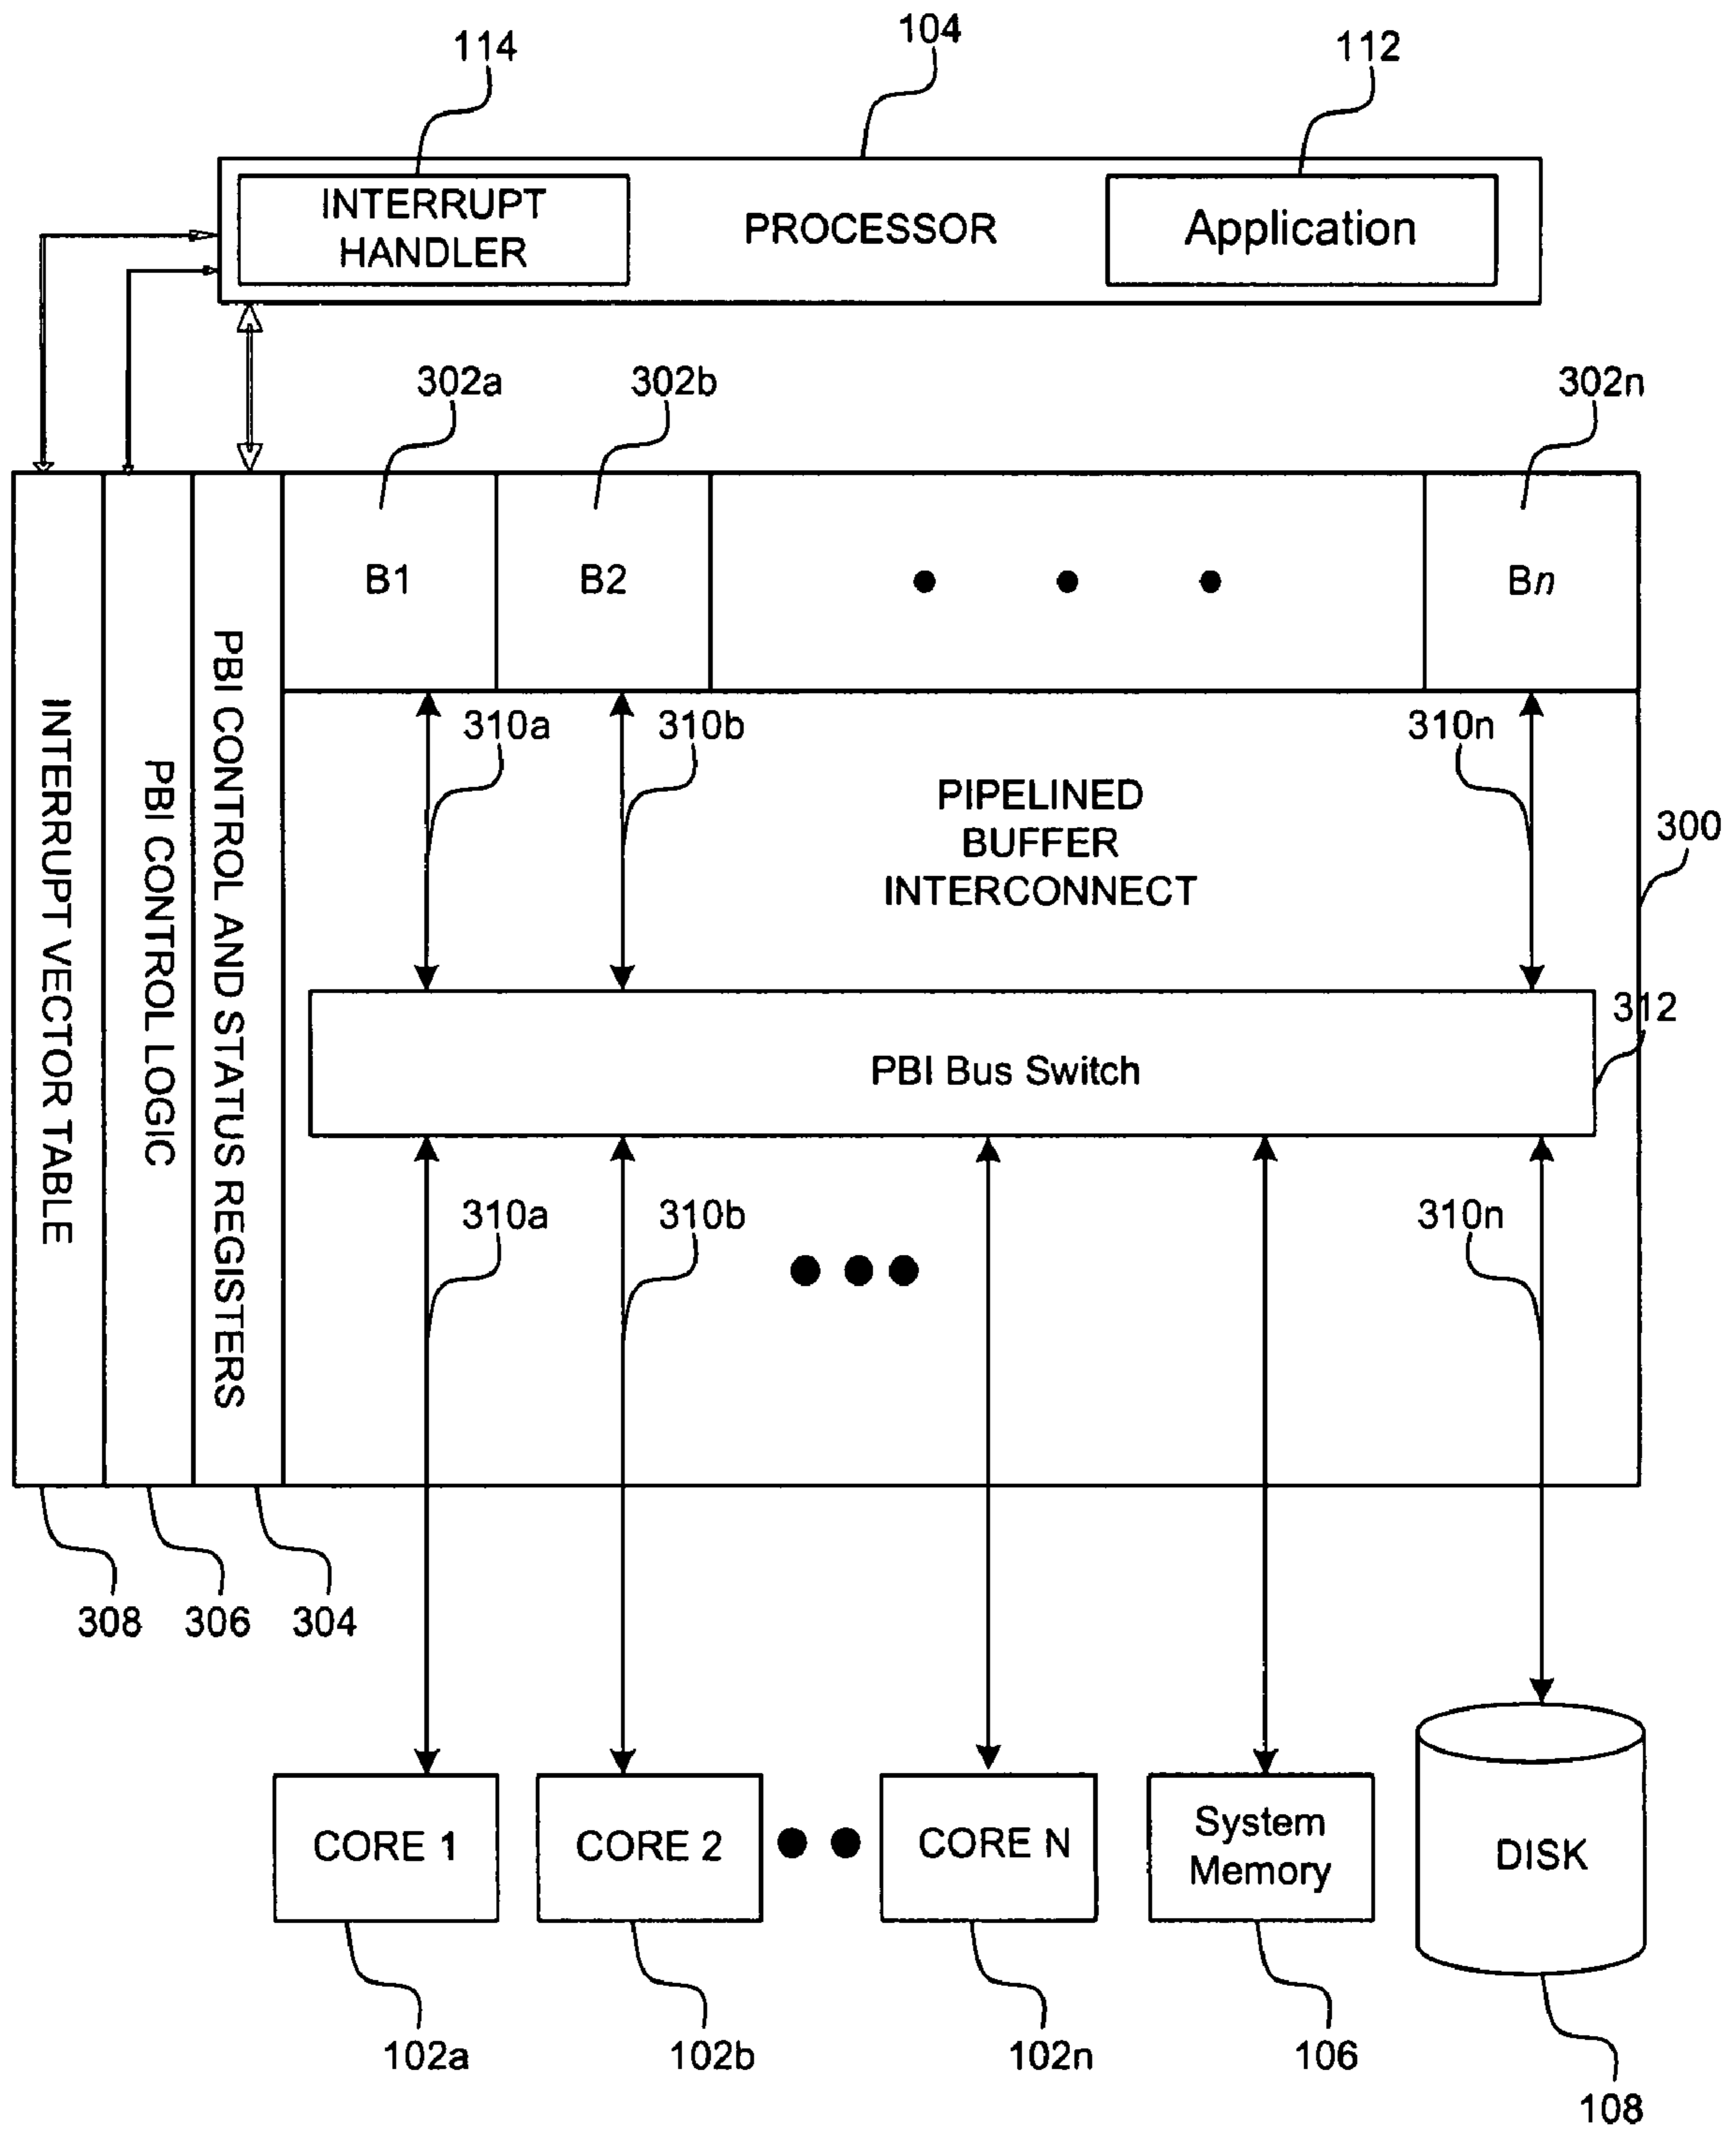 114
104
112
INTERRUPT
HANDLER
PROCESSOR
Application
302a
302b
302n
B1
B2
Bn
INTERRUPT VECTOR TABLE
PBI CONTROL LOGIC
PBI CONTROL AND STATUS REGISTERS
310a
310b
310n
PIPELINED
BUFFER
INTERCONNECT
300
312
PBI Bus Switch
310a
310b
310n
308
306
304
CORE 1
CORE 2
CORE N
System
Memory
DISK
102a
102b
102n
106
108